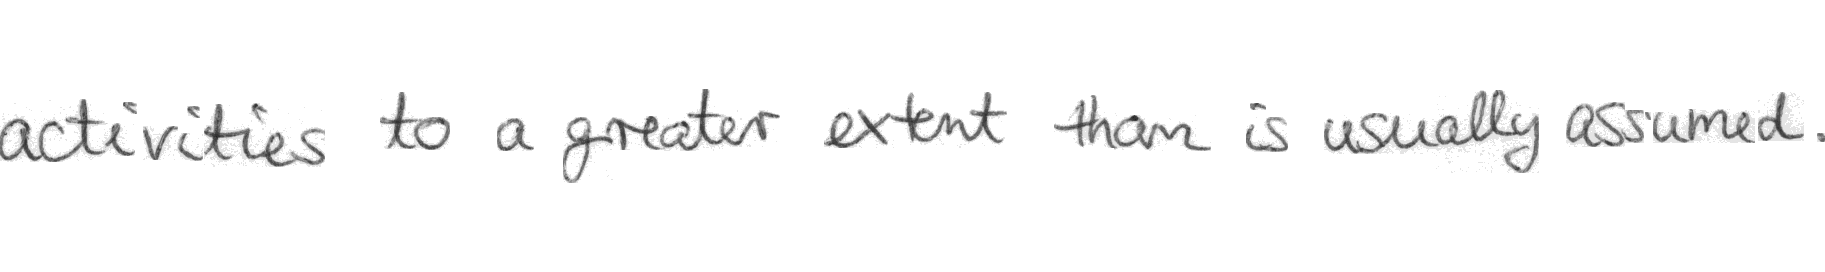 activities to a greater extent than is usually assumed.